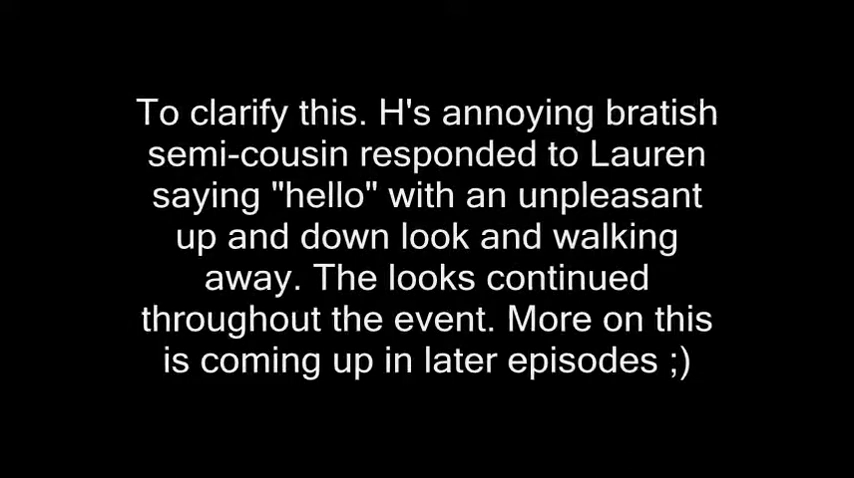 To clarify this. H's annoying bratish
semi-cousin responded to Lauren
saying "hello" with an unpleasant
up and down look and walking
away. The looks continued
throughout the event. More on this
is coming up in later episodes ;)